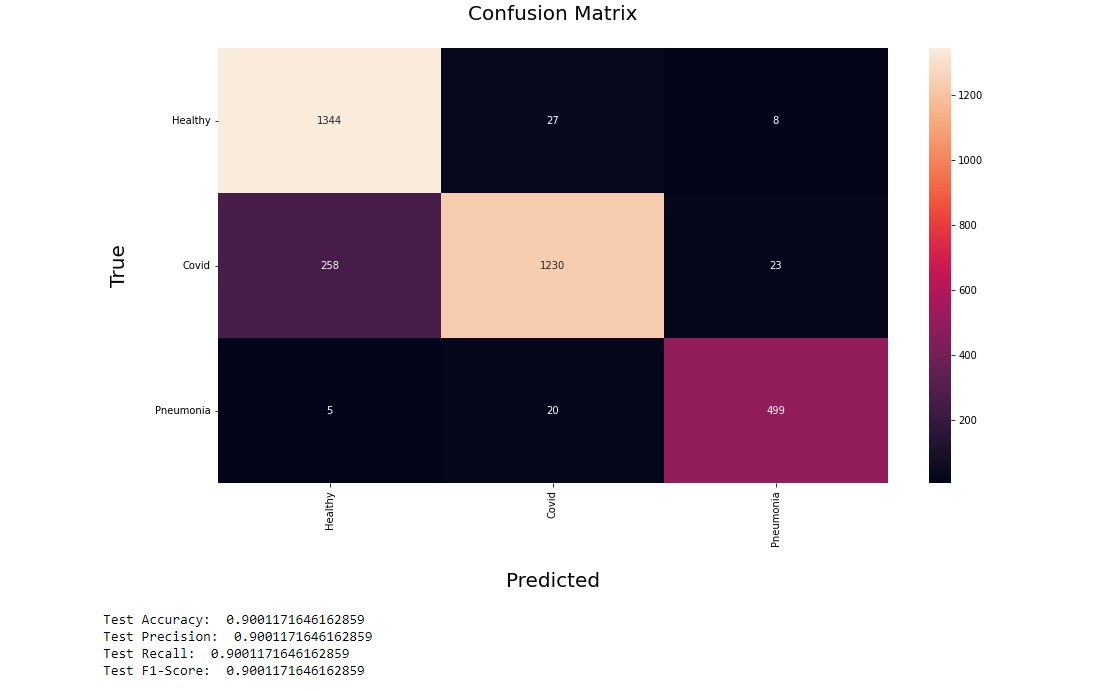 Confusion Matrix
Healthy
1344
27
8
1200
1000
Covid
258
1230
23
800
600
True
Pneumonia
5
20
499
400
200
Healthy
Covid
Pneumonia
Predicted
Test Accuracy: 0.9001171646162859
Test Precision: 0.9001171646162859
Test Recall: 0.9001171646162859
Test F1-Score: 0.9001171646162859